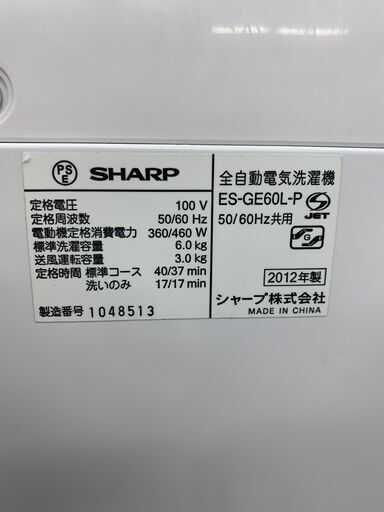 PSE SHARP
定格電圧 100 V
定格周波数 50/60 Hz
電動機定格消費電力 360/460 W
標準洗濯容量 6.0 kg
送風運転容量 3.0 kg
定格時間 標準コース 40/37 min
洗いのみ 17/17 min
製造番号 1048513
全自動電気洗濯機
ES-GE60L-P
50/60Hz共用
JET
2012年製
シャープ株式会社
MADE IN CHINA